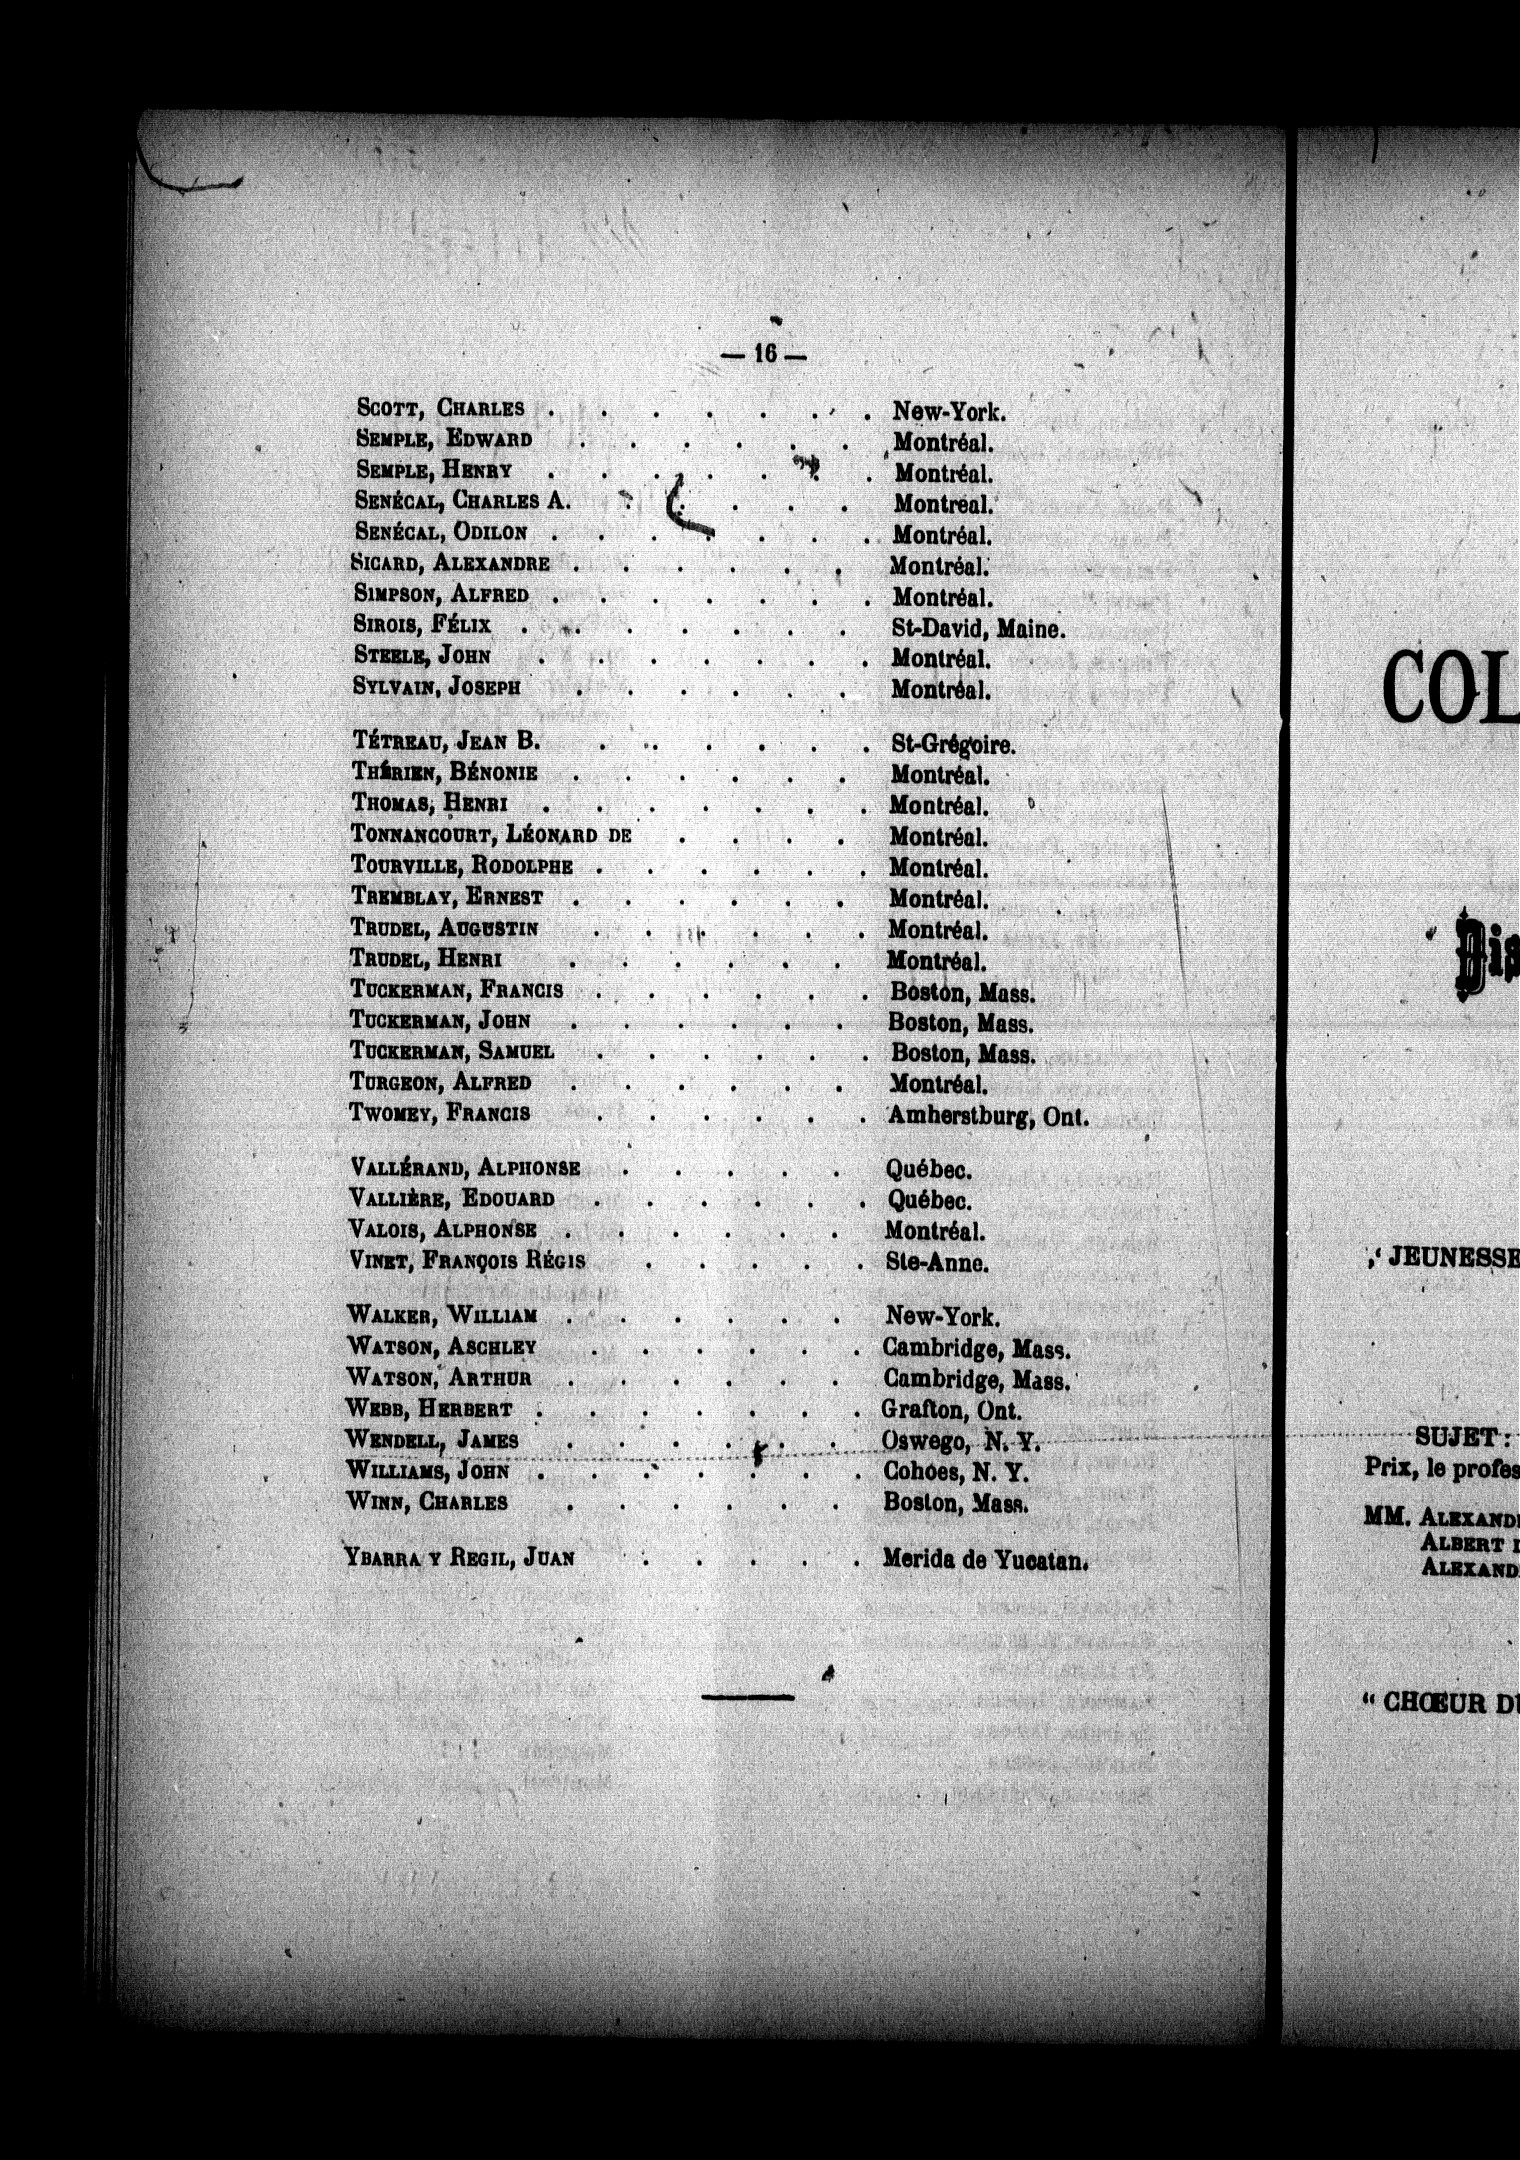 — 16 —
SCOTT, CHARLES . . . . . . . New-York.
SEMPLE, EDWARD . . . . . . Montréal.
SEMPLE, HENRY . . . . . . . Montréal.
SENÉCAL, CHARLES A. . . . . . Montreal.
SENÉCAL, ODILON . . . . . . . Montréal.
SICARD, ALEXANDRE . . . . . . Montréal.
SIMPSON, ALFRED . . . . . . . Montréal.
SIROIS, FÉLIX . . . . . . . St-David, Maine.
STEELE, JOHN . . . . . . . Montréal.
SYLVAIN, JOSEPH . . . . . . Montréal.
TÉTREAU, JEAN B. . . . . . . St-Grégoire.
THÉRIEN, BÉNONIE . . . . . . Montréal.
THOMAS, HENRI . . . . . . . Montréal.
TONNANCOURT, LÉONARD DE . . . . Montréal.
TOURVILLE, RODOLPHE . . . . . . Montréal.
TREMBLAY, ERNEST . . . . . . Montréal.
TRUDEL, AUGUSTIN . . . . . . Montréal.
TRUDEL, HENRI . . . . . . Montréal.
TUCKERMAN, FRANCIS . . . . . . Boston, Mass.
TUCKERMAN, JOHN . . . . . . Boston, Mass.
TUCKERMAN, SAMUEL . . . . . . Boston, Mass.
TURGEON, ALFRED . . . . . . Montréal.
TWOMEY, FRANCIS . . . . . . Amherstburg, Ont.
VALLÉRAND, ALPHONSE . . . . . Québec.
VALLIÈRE, EDOUARD . . . . . . Québec.
VALOIS, ALPHONSE . . . . . . Montréal.
VINET, FRANÇOIS RÉGIS . . . . . Ste-Anne.
WALKER, WILLIAM . . . . . . New-York.
WATSON, ASCHLEY . . . . . . Cambridge, Mass.
WATSON, ARTHUR . . . . . . Cambridge, Mass.
WEBB, HERBERT . . . . . . . Grafton, Ont.
WENDELL, JAMES . . . . . . Oswego, N. Y.
WILLIAMS, JOHN . . . . . . . Cohoes, N. Y.
WINN, CHARLES . . . . . . Boston, Mass.
YBARRA Y REGIL, JUAN . . . . . Merida de Yucatan.
COL
Dis
,‘ JEUNESSE
SUJET :
Prix, le profes
MM. ALEXAND
ALBERT
ALEXAND
“ CHŒUR DU